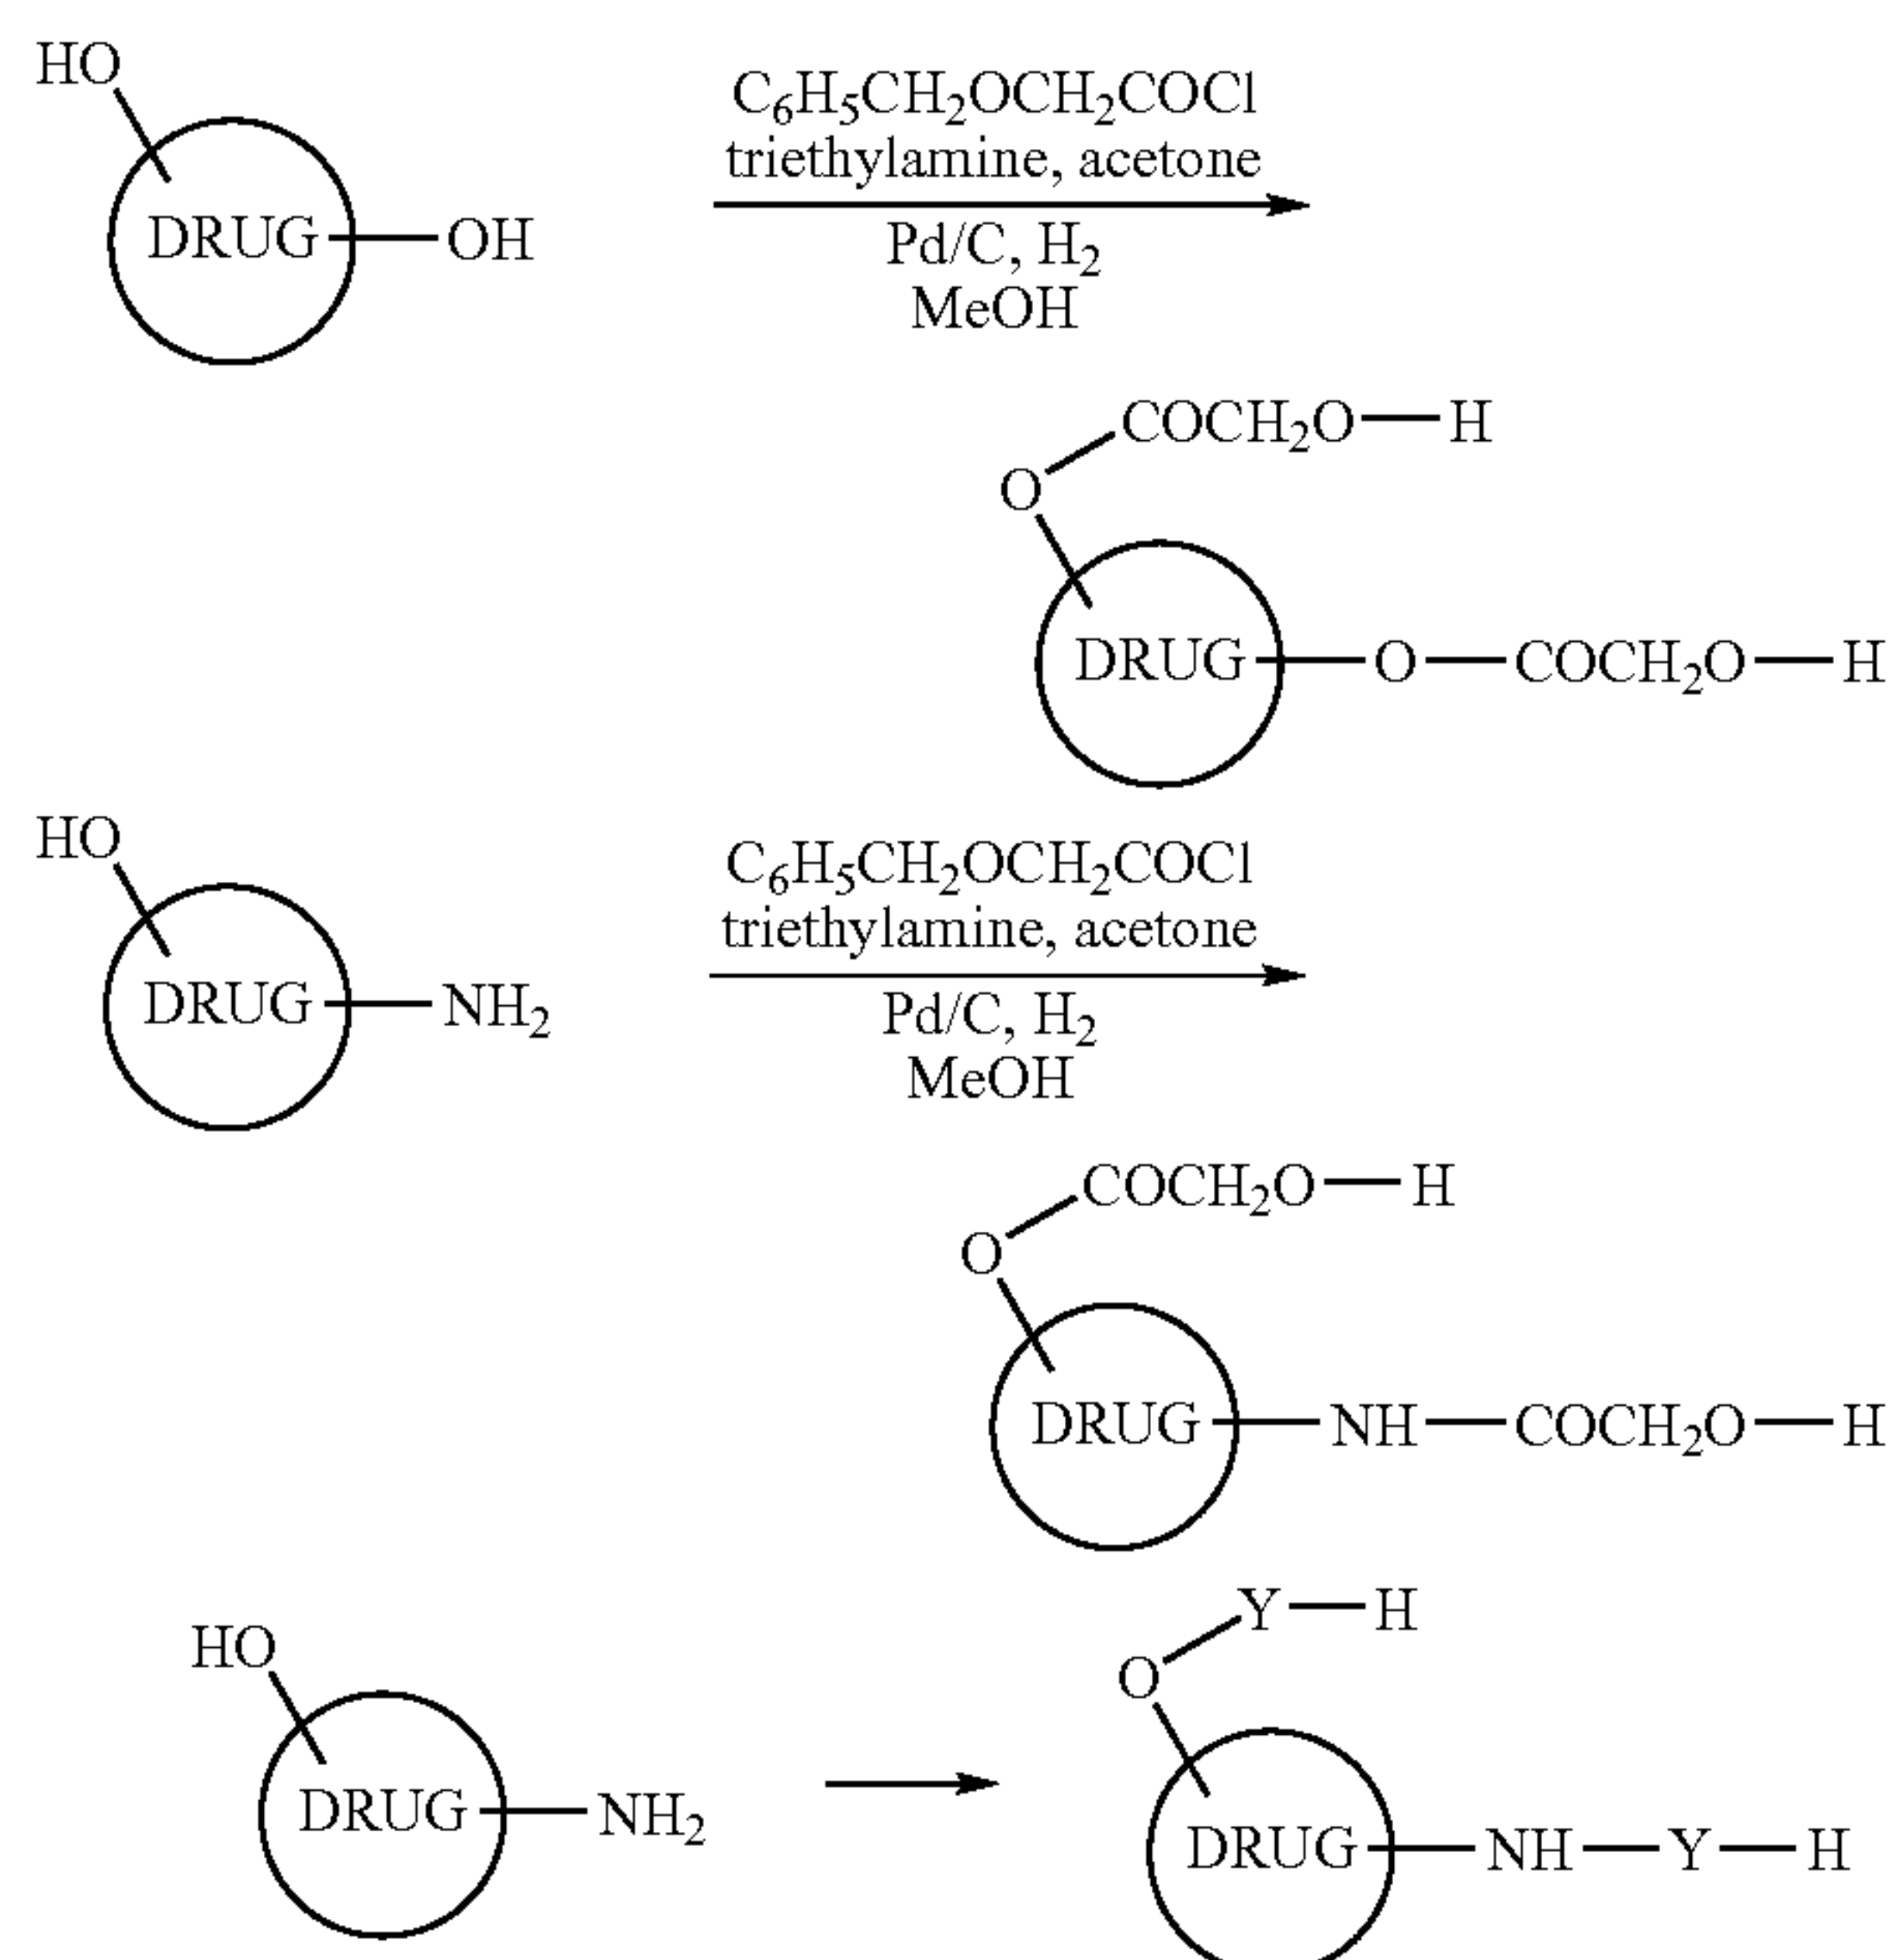 HO
C₆H₅CH₂OCH₂COCl
triethylamine, acetone
DRUG OH
Pd/C, H₂
MeOH
COCH₂O H
O
DRUG O COCH₂O H
HO
C₆H₅CH₂OCH₂COCl
triethylamine, acetone
DRUG NH₂
Pd/C, H₂
MeOH
COCH₂O H
O
DRUG NH COCH₂O H
Y H
HO
O
DRUG NH₂
DRUG NH Y H